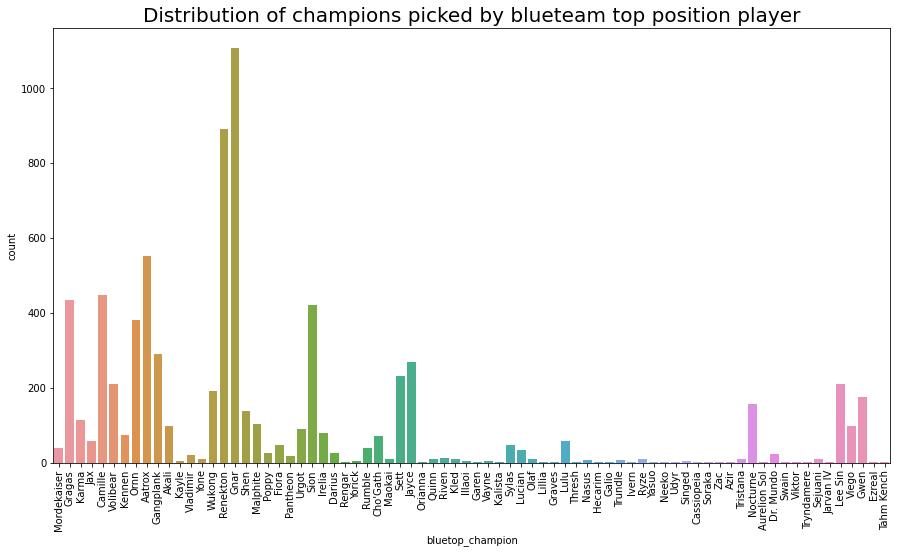 Distribution of champions picked by blueteam top position player
count
1000
800
600
400
200
0
Mordekaiser
Gragas
Karma
Jax
Camille
Volibear
Kennen
Ornn
Aatrox
Gangplank
Akali
Kayle
Vladimir
Yone
Wukong
Renekton
Gnar
Shen
Malphite
Poppy
Fiora
Pantheon
Urgot
Sion
Irelia
Darius
Rengar
Yorick
Rumble
Cho'Gath
Maokai
Sett
Jayce
Orianna
Quinn
Riven
Kled
Illaoi
Garen
Vayne
Kalista
Sylas
Lucian
Olaf
Lillia
Graves
Lulu
Thresh
Nasus
Hecarim
Galio
Trundle
Ivern
Ryze
Yasuo
Neeko
Udyr
Singed
Cassiopeia
Soraka
Zac
Azir
Tristana
Nocturne
Aurelion Sol
Dr. Mundo
Swain
Viktor
Tryndamere
Sejuani
Jarvan IV
Lee Sin
Viego
Gwen
Ezreal
Tahm Kench
bluetop_champion